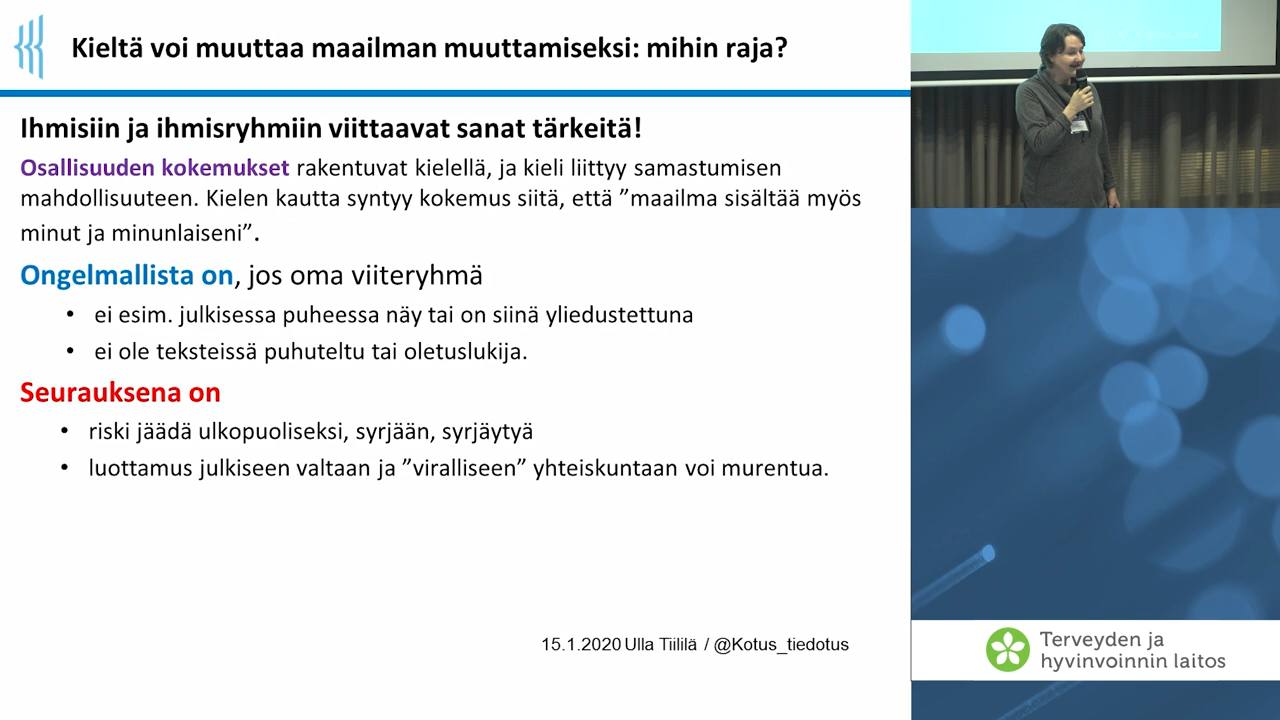 Kieltä voi muuttaa maailman muuttamiseksi: mihin raja?
Ihmisiin ja ihmisryhmiin viittaavat sanat tärkeitä!
Osallisuuden kokemukset rakentuvat kielellä, ja kieli liittyy samastumisen
mahdollisuuteen. Kielen kautta syntyy kokemus siitä, että ”maailma sisältää myös
minut ja minunlaiseni”.
Ongelmallista on, jos oma viiteryhmä
• ei esim. julkisessa puheessa näy tai on siinä yliedustettuna
• ei ole teksteissä puhuteltu tai oletuslukija.
Seurauksena on
• riski jäädä ulkopuoliseksi, syrjään, syrjäytyä
• luottamus julkiseen valtaan ja ”viralliseen” yhteiskuntaan voi murentua.
15.1.2020 Ulla Tiililä / @Kotus_tiedotus
Terveyden ja
hyvinvoinnin laitos